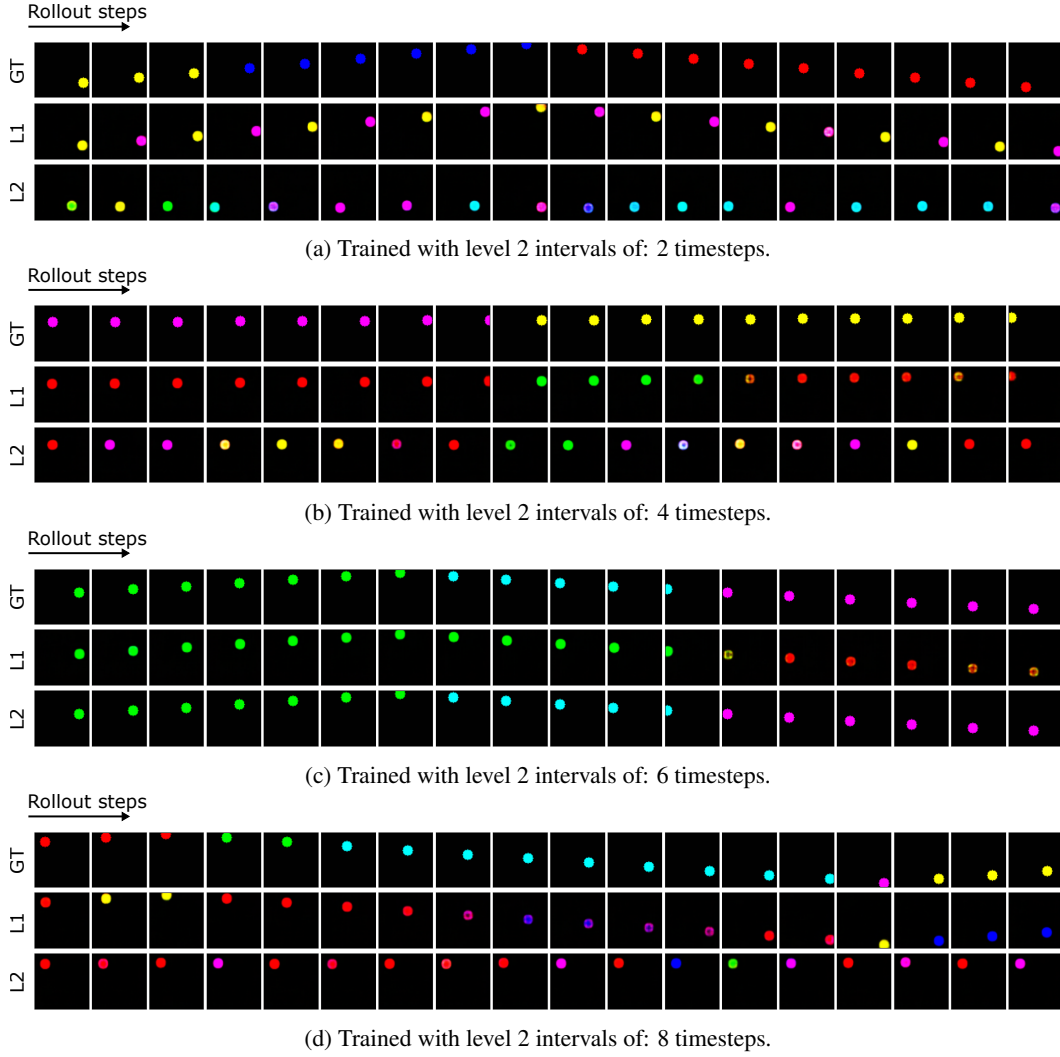 Rollout steps
GT
L1
L2
(a) Trained with level 2 intervals of: 2 timesteps.
Rollout steps
GT
L1
L2
(b) Trained with level 2 intervals of: 4 timesteps.
Rollout steps
GT
L1
L2
(c) Trained with level 2 intervals of: 6 timesteps.
Rollout steps
GT
L1
L2
(d) Trained with level 2 intervals of: 8 timesteps.